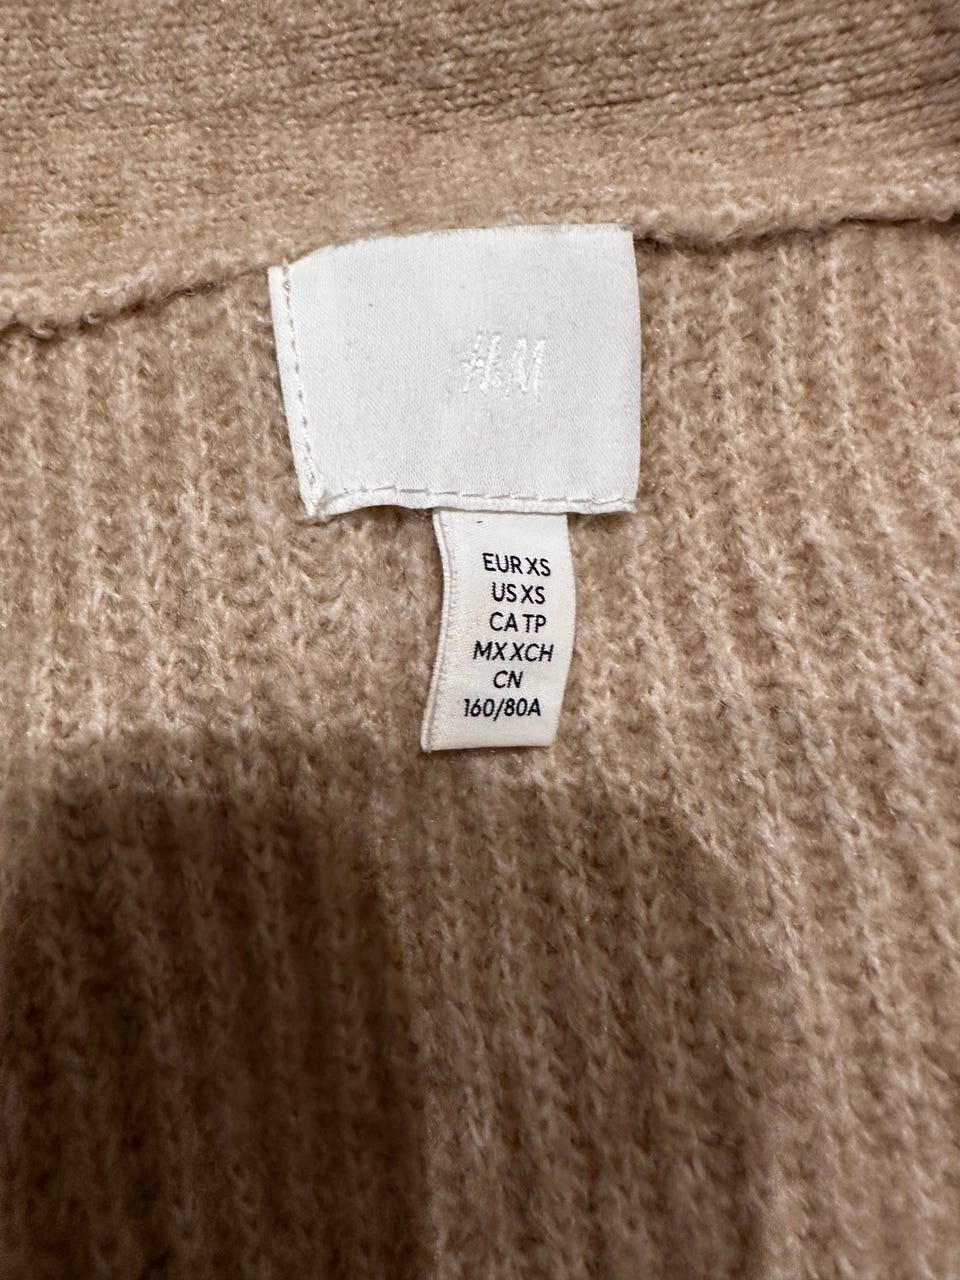 H&M
EUR XS
US XS
CA TP
MX XCH
CN
160/80A